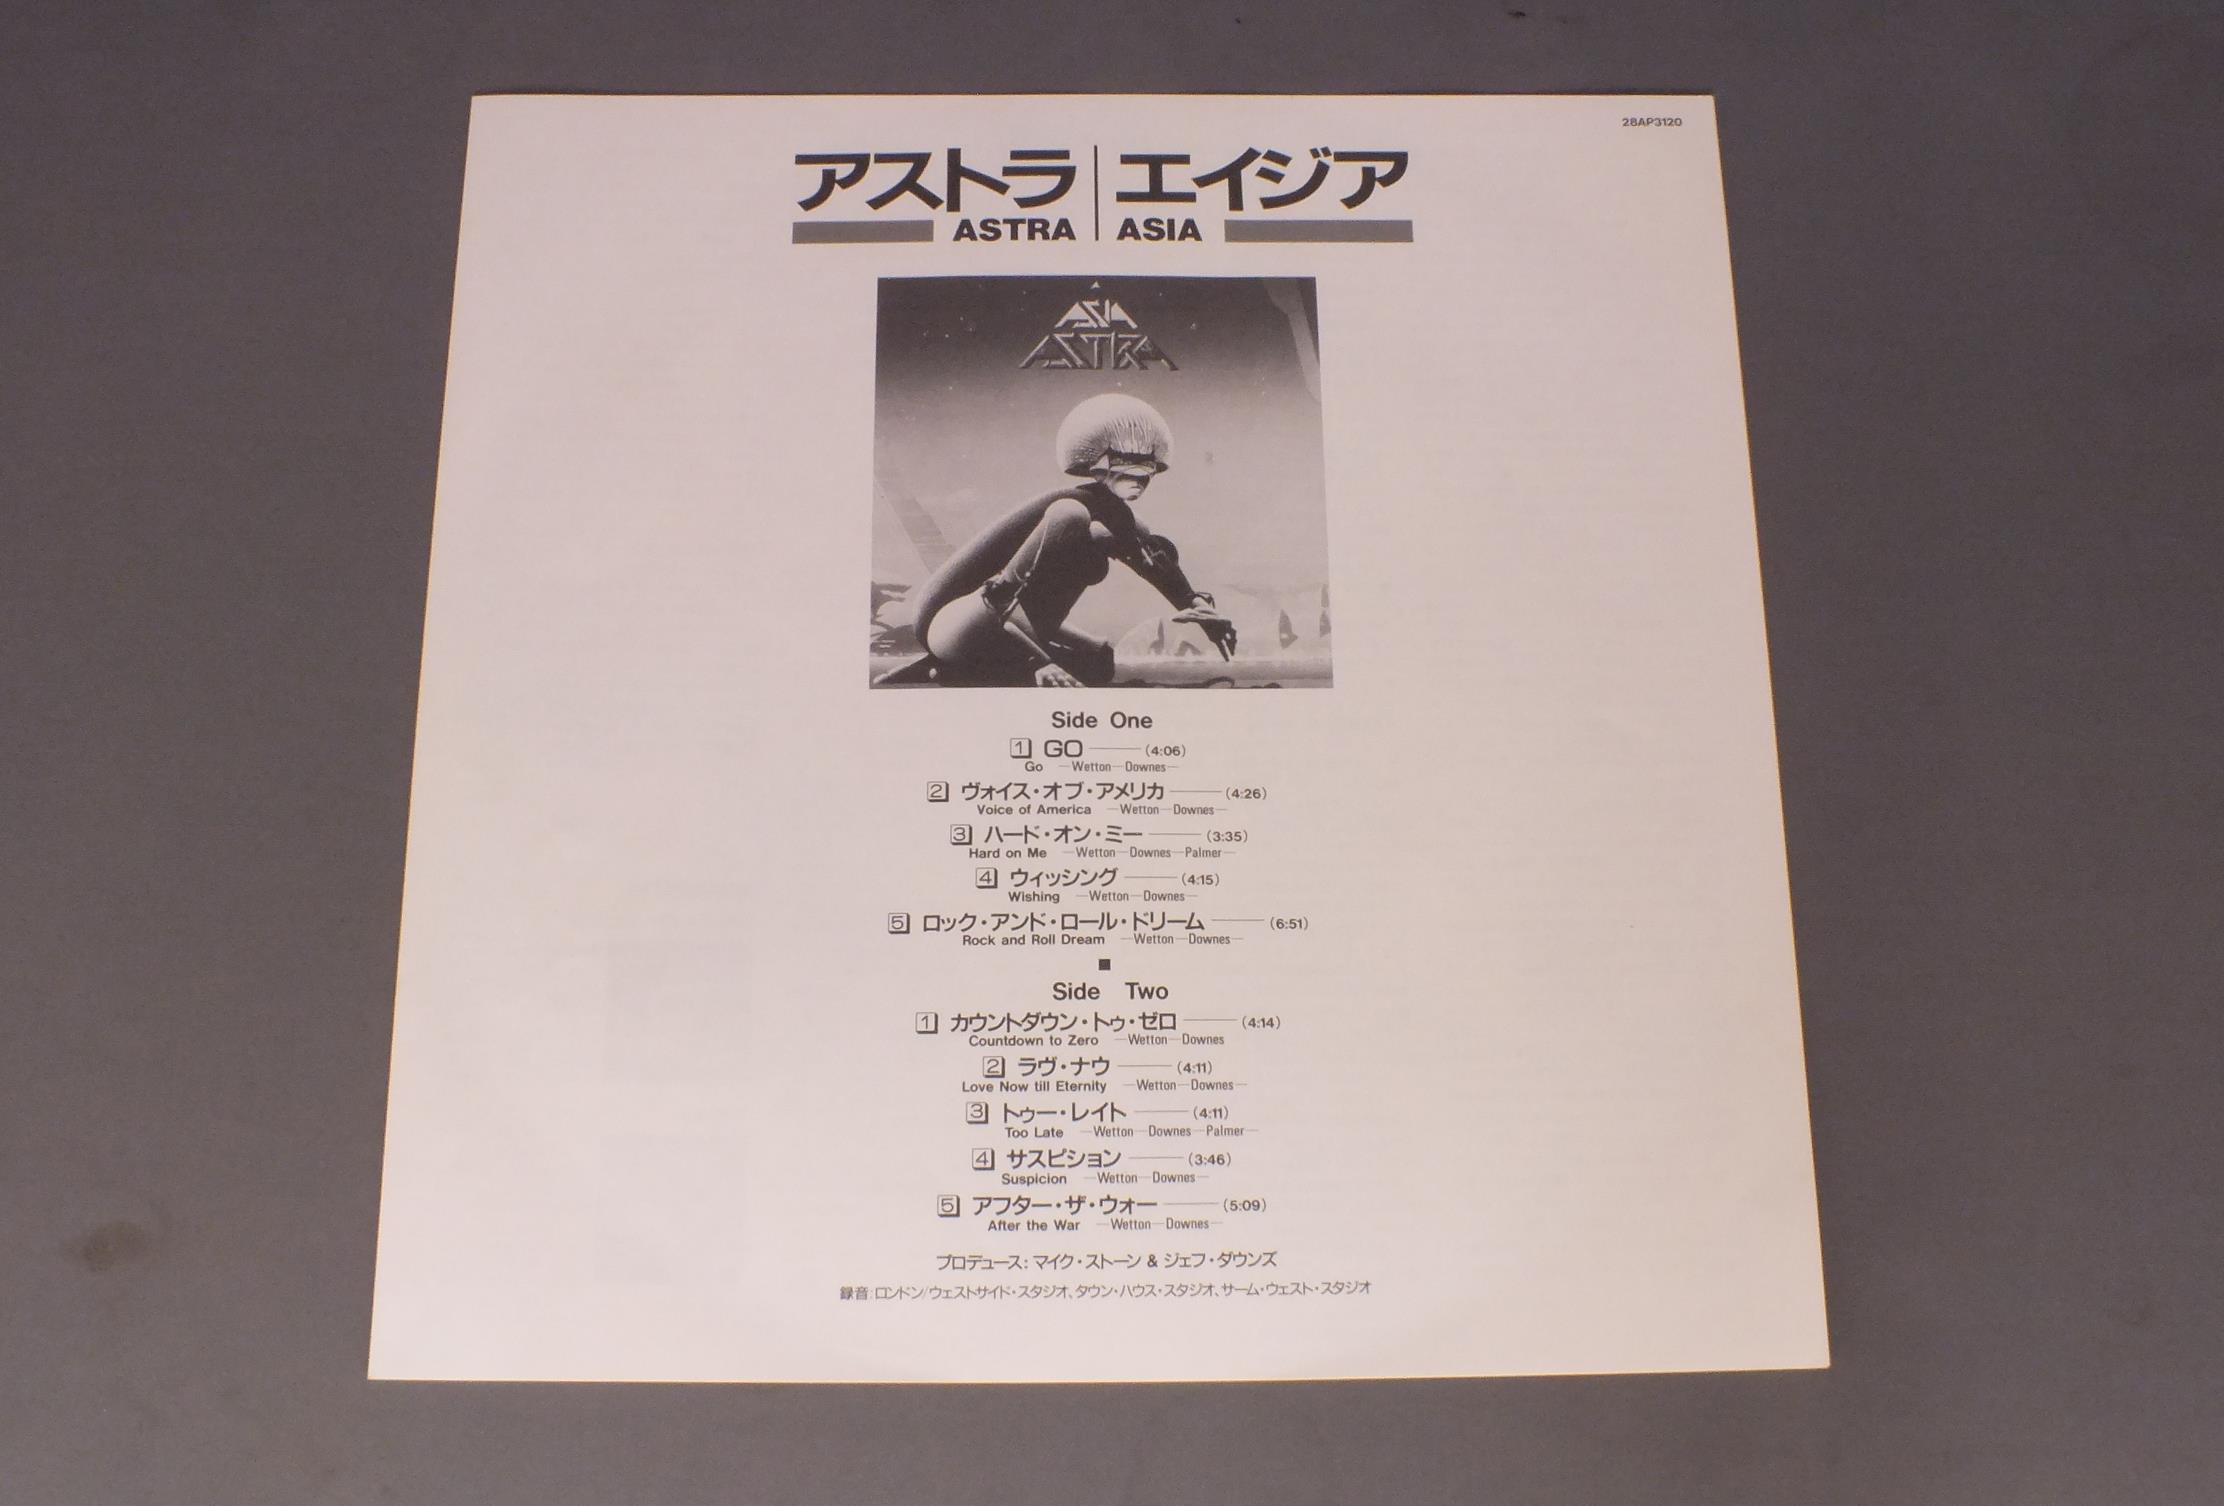 28AP3120
アストラ エイジア
ASTRA ASIA
ASIA
ASTRA
Side One
1 GO (4:06)
Go —Wetton—Downes—
2 ヴォイス・オブ・アメリカ (4:26)
Voice of America —Wetton—Downes—
3 ハード・オン・ミー (3:35)
Hard on Me —Wetton—Downes—Palmer—
4 ウィッシング (4:15)
Wishing —Wetton—Downes—
5 ロック・アンド・ロール・ドリーム (6:51)
Rock and Roll Dream —Wetton—Downes—
■
Side Two
1 カウントダウン・トゥ・ゼロ (4:14)
Countdown to Zero —Wetton—Downes
2 ラヴ・ナウ (4:11)
Love Now till Eternity —Wetton—Downes—
3 トゥー・レイト (4:11)
Too Late —Wetton—Downes—Palmer—
4 サスピション (3:46)
Suspicion —Wetton—Downes—
5 アフター・ザ・ウォー (5:09)
After the War —Wetton—Downes—
プロデュース: マイク・ストーン & ジェフ・ダウンズ
録音: ロンドン/ウェストサイド・スタジオ、タウン・ハウス・スタジオ、サーム・ウェスト・スタジオ